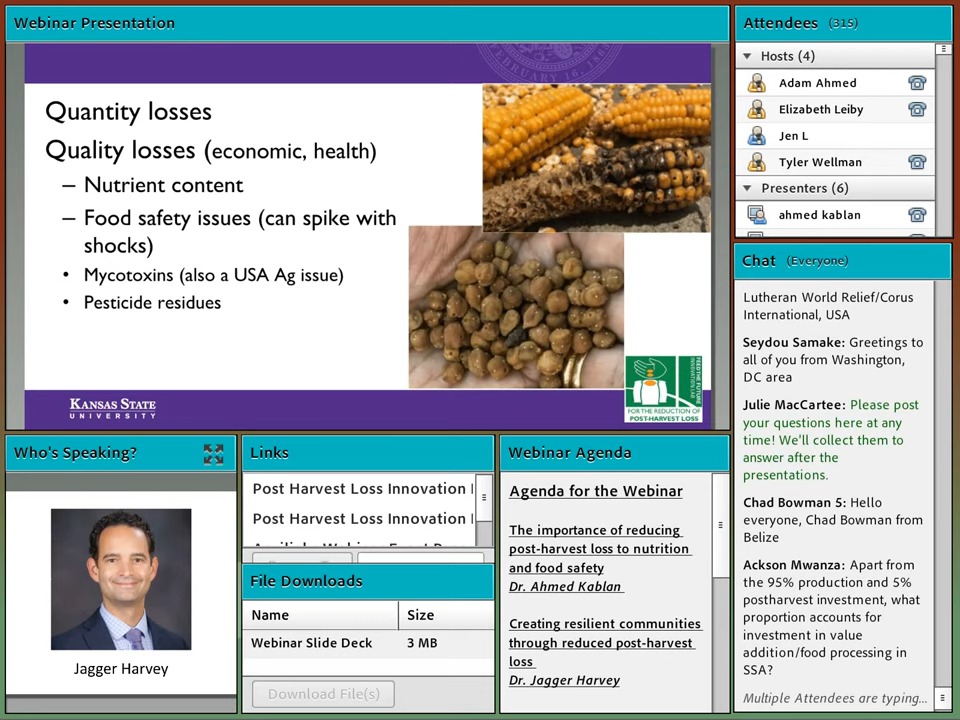 Webinar Presentation
Quantity losses
Quality losses (economic, health)
– Nutrient content
– Food safety issues (can spike with
shocks)
• Mycotoxins (also a USA Ag issue)
• Pesticide residues
KANSAS STATE
UNIVERSITY
FEED THE FUTURE
INNOVATION LAB
FOR THE REDUCTION OF
POST-HARVEST LOSS
Attendees (315)
Hosts (4)
Adam Ahmed
Elizabeth Leiby
Jen L
Tyler Wellman
Presenters (6)
ahmed kablan
Chat (Everyone)
Lutheran World Relief/Corus
International, USA
Seydou Samake: Greetings to
all of you from Washington,
DC area
Julie MacCartee: Please post
your questions here at any
time! We'll collect them to
answer after the
presentations.
Chad Bowman 5: Hello
everyone, Chad Bowman from
Belize
Ackson Mwanza: Apart from
the 95% production and 5%
postharvest investment, what
proportion accounts for
investment in value
addition/food processing in
SSA?
Multiple Attendees are typing...
Who's Speaking?
Jagger Harvey
Links
Post Harvest Loss Innovation
Post Harvest Loss Innovation
File Downloads
Name Size
Webinar Slide Deck 3 MB
Download File(s)
Webinar Agenda
Agenda for the Webinar
The importance of reducing
post-harvest loss to nutrition
and food safety
Dr. Ahmed Kablan
Creating resilient communities
through reduced post-harvest
loss
Dr. Jagger Harvey